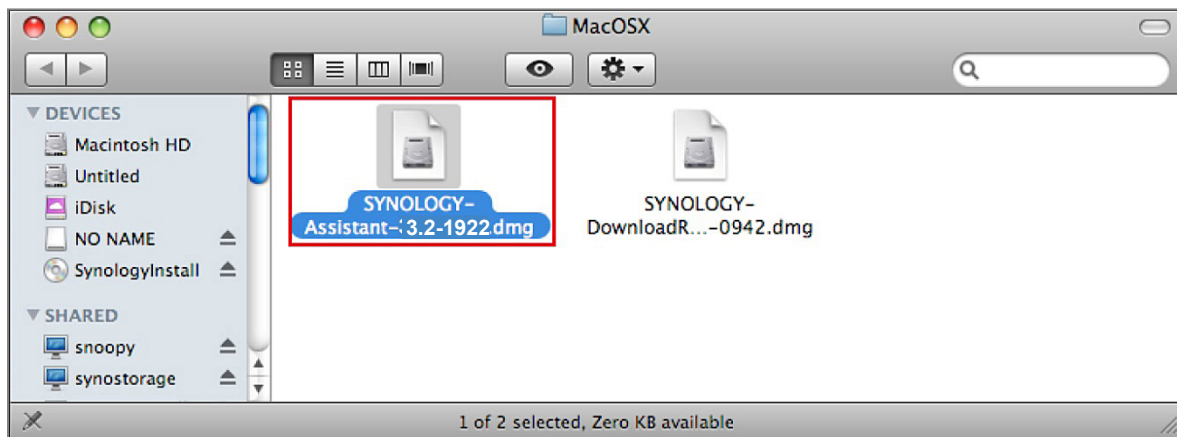 MacOSX
DEVICES
Macintosh HD
Untitled
iDisk
NO NAME
SynologyInstall
SHARED
snoopy
synostorage
SYNOLOGY-
Assistant-3.2-1922.dmg
SYNOLOGY-
DownloadR...-0942.dmg
1 of 2 selected, Zero KB available